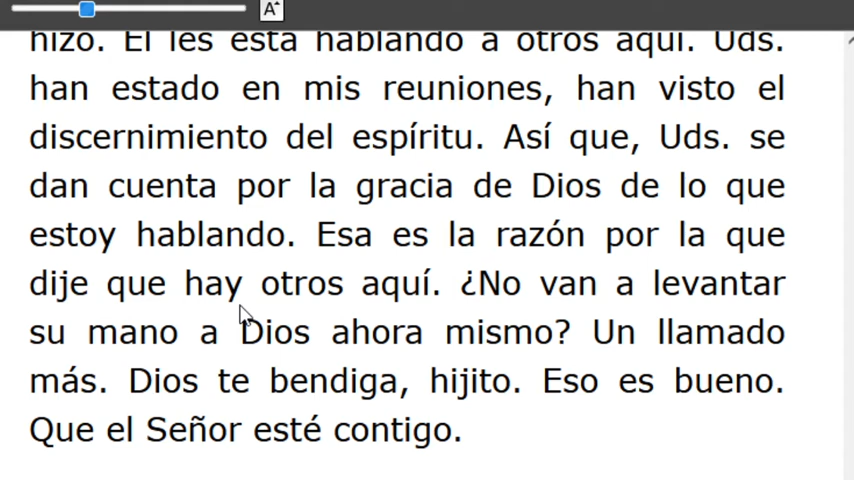 A
hizo. Él les está hablando a otros aquí. Uds.
han estado en mis reuniones, han visto el
discernimiento del espíritu. Así que, Uds. se
dan cuenta por la gracia de Dios de lo que
estoy hablando. Esa es la razón por la que
dije que hay otros aquí. ¿No van a levantar
su mano a Dios ahora mismo? Un llamado
más. Dios te bendiga, hijito. Eso es bueno.
Que el Señor esté contigo.